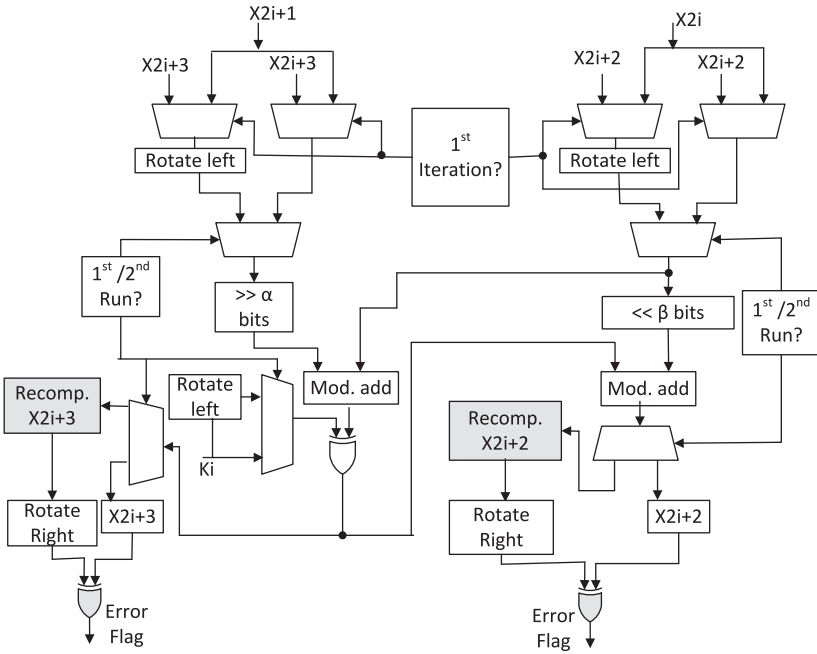 X2i+1
X2i
X2i+3
X2i+3
X2i+2
X2i+2
1st
Iteration?
Rotate left
Rotate left
1st/2nd
Run?
>> α
bits
<< β bits
1st/2nd
Run?
Rotate
left
Mod. add
Mod. add
Recomp.
X2i+3
Recomp.
X2i+2
Ki
Rotate
Right
X2i+3
Rotate
Right
X2i+2
Error
Flag
Error
Flag